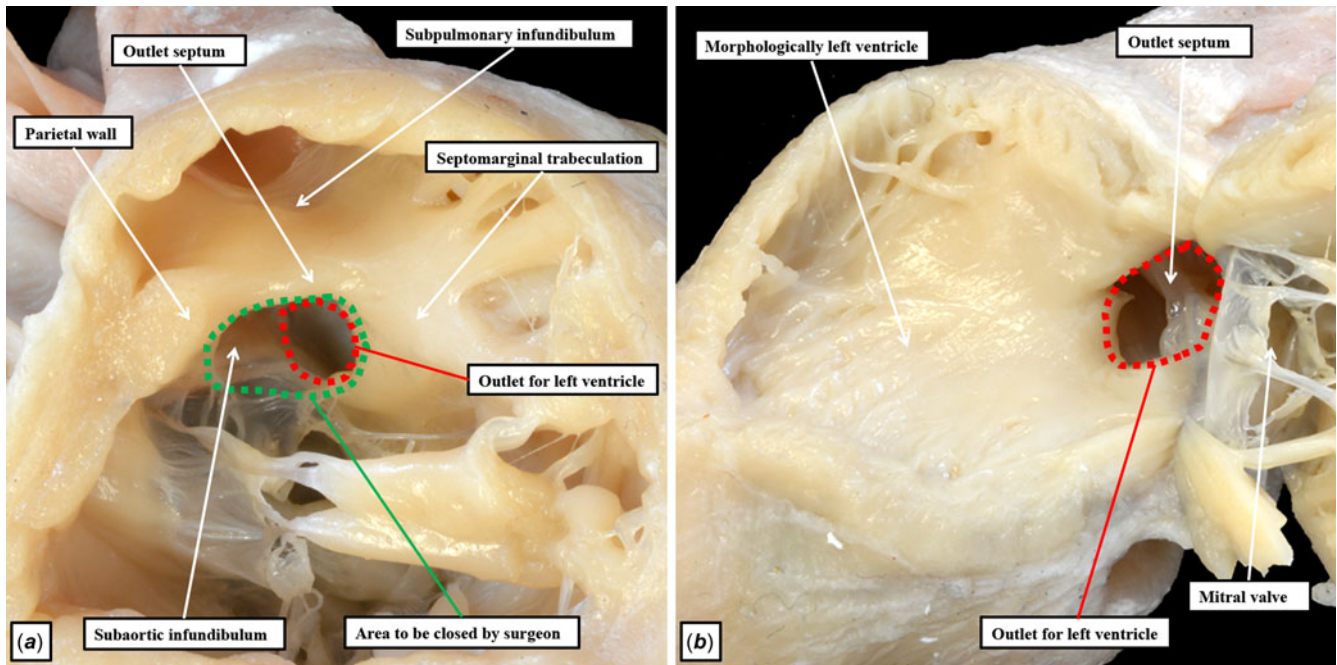 Subpulmonary infundibulum
Outlet septum
Parietal wall
Septomarginal trabeculation
Outlet for left ventricle
Subaortic infundibulum
Area to be closed by surgeon
(a)
Morphologically left ventricle
Outlet septum
Mitral valve
Outlet for left ventricle
(b)